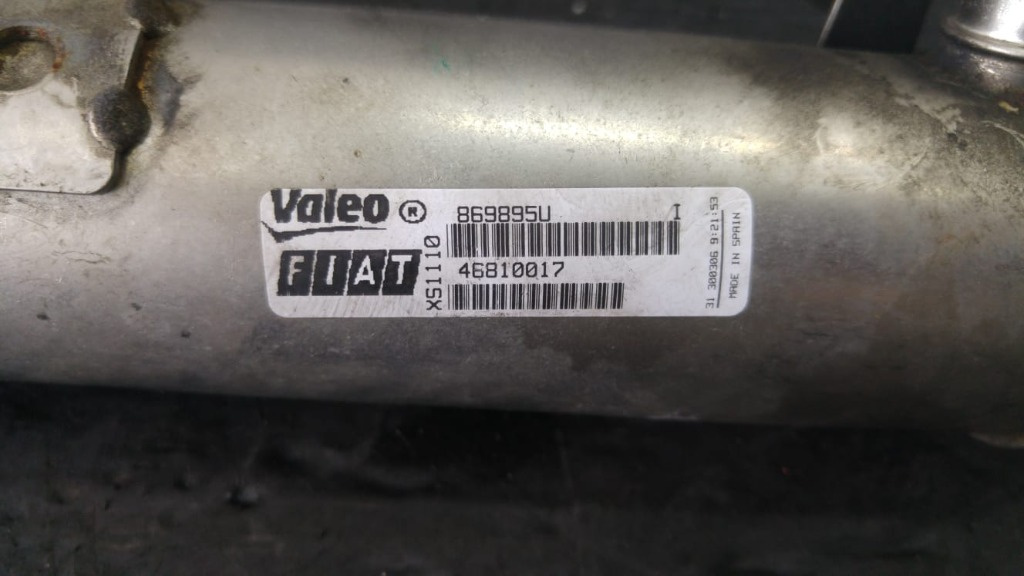 Valeo ® 869895U I
FIAT XS1110 46810017
31 300306 9:21:53
MADE IN SPAIN